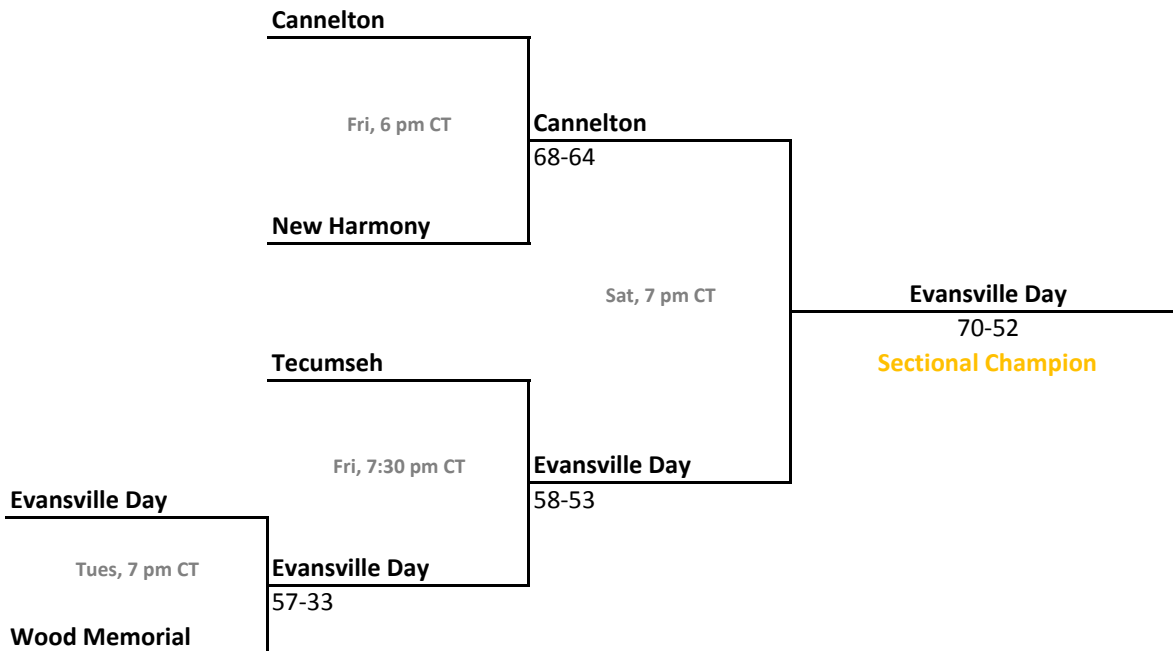 Cannelton
Fri, 6 pm CT
Cannelton
68-64
New Harmony
Sat, 7 pm CT
Evansville Day
70-52
Sectional Champion
Tecumseh
Fri, 7:30 pm CT
Evansville Day
58-53
Evansville Day
Tues, 7 pm CT
Evansville Day
57-33
Wood Memorial